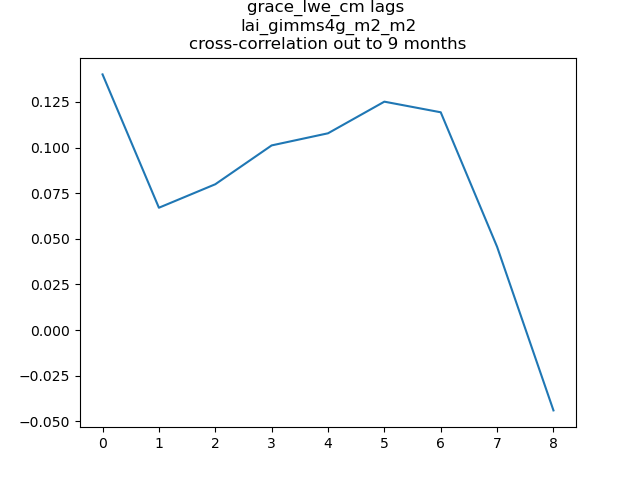 grace_lwe_cm lags
lai_gimms4g_m2_m2
cross-correlation out to 9 months
0.125
0.100
0.075
0.050
0.025
0.000
−0.025
−0.050
0 1 2 3 4 5 6 7 8